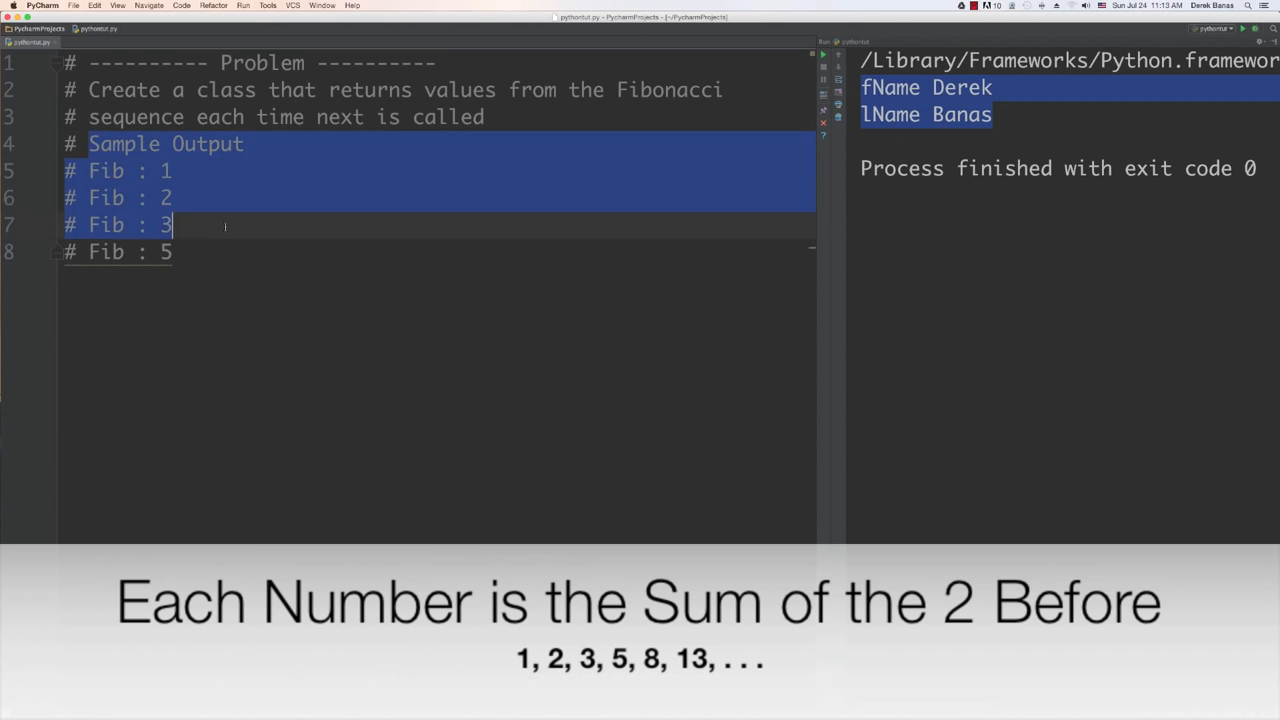 PyCharm File Edit View Navigate Code Refactor Run Tools VCS Window Help
10 Sun Jul 24 11:13 AM Derek Banas
pythontut.py - PycharmProjects - [~/PycharmProjects]
PycharmProjects pythontut.py
pythontut
pythontut.py
Run: pythontut
1 # ---------- Problem ----------
2 # Create a class that returns values from the Fibonacci
3 # sequence each time next is called
4 # Sample Output
5 # Fib : 1
6 # Fib : 2
7 # Fib : 3
8 # Fib : 5
/Library/Frameworks/Python.framewor
fName Derek
lName Banas
Process finished with exit code 0
Each Number is the Sum of the 2 Before
1, 2, 3, 5, 8, 13, . . .